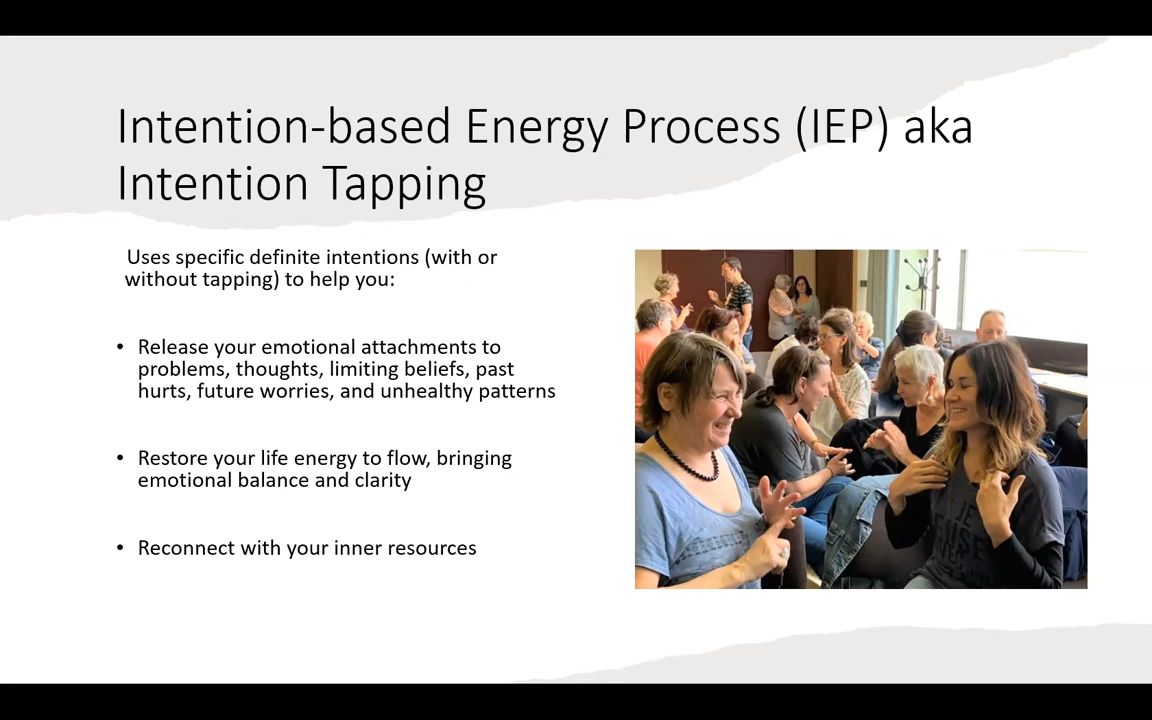 Intention-based Energy Process (IEP) aka
Intention Tapping
Uses specific definite intentions (with or
without tapping) to help you:
• Release your emotional attachments to
problems, thoughts, limiting beliefs, past
hurts, future worries, and unhealthy patterns
• Restore your life energy to flow, bringing
emotional balance and clarity
• Reconnect with your inner resources